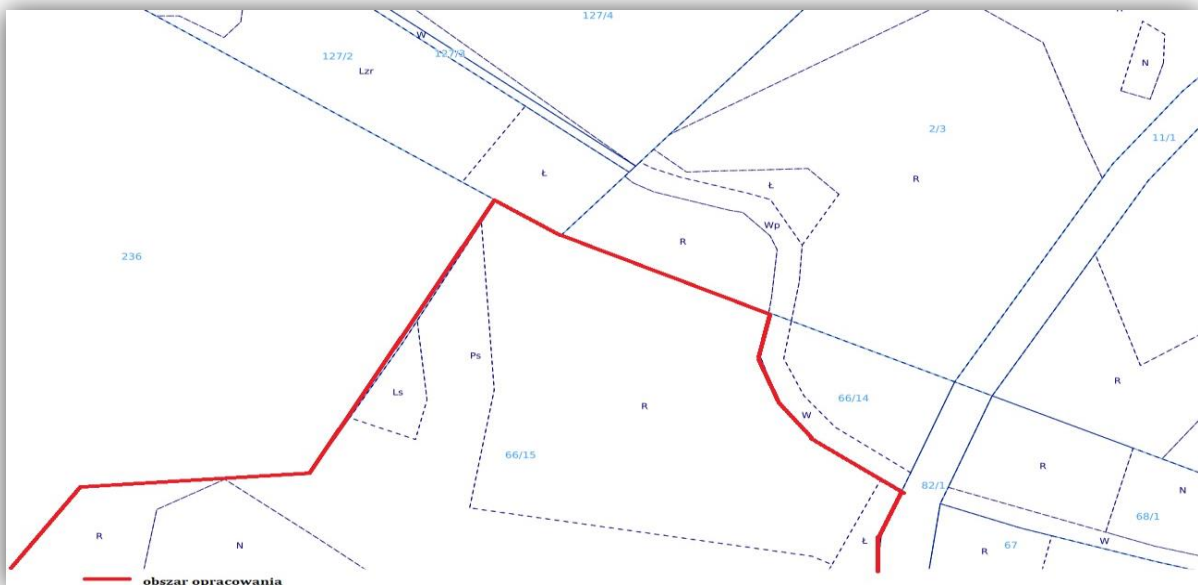 127/4
W
127/2
127/3
Lzr
N
2/3
11/1
Ł
Ł
R
Wp
R
236
Ps
R
Ls
R
66/14
W
66/15
R
82/1
N
68/1
R
N
Ł
R
67
W
obszar opracowania